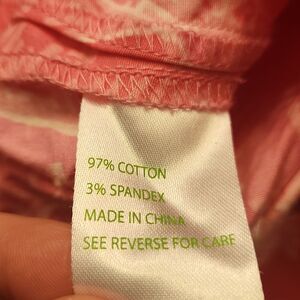 97% COTTON
3% SPANDEX
MADE IN CHINA
SEE REVERSE FOR CARE